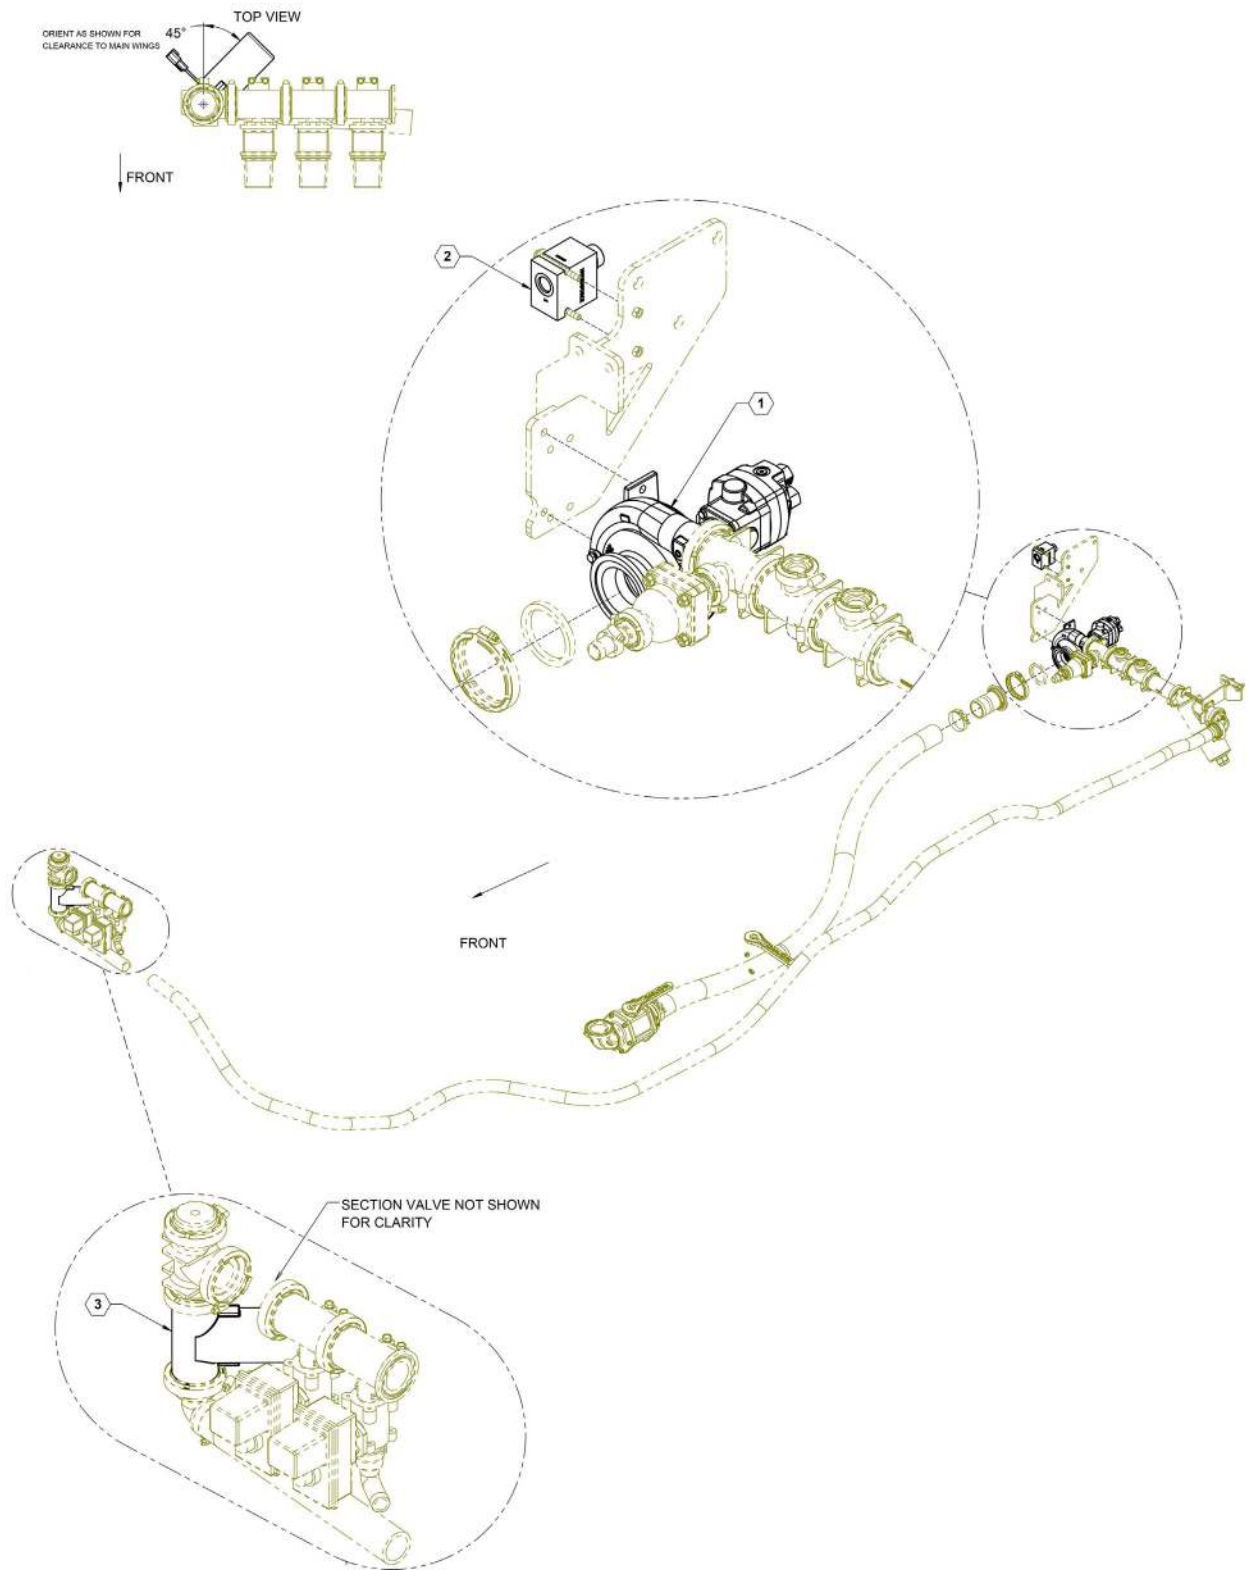 TOP VIEW
ORIENT AS SHOWN FOR
CLEARANCE TO MAIN WINGS
45°
FRONT
2
1
FRONT
SECTION VALVE NOT SHOWN
FOR CLARITY
3